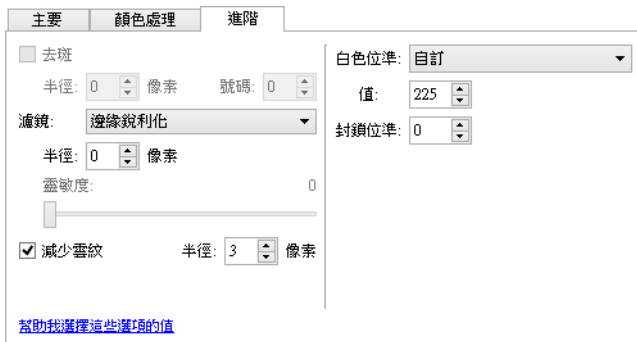 主要 顏色處理 進階
去斑
半徑: 0 像素 號碼: 0
濾鏡: 邊緣銳利化
半徑: 0 像素
靈敏度: 0
減少雲紋 半徑: 3 像素
幫助我選擇這些選項的值
白色位準: 自訂
值: 225
封鎖位準: 0